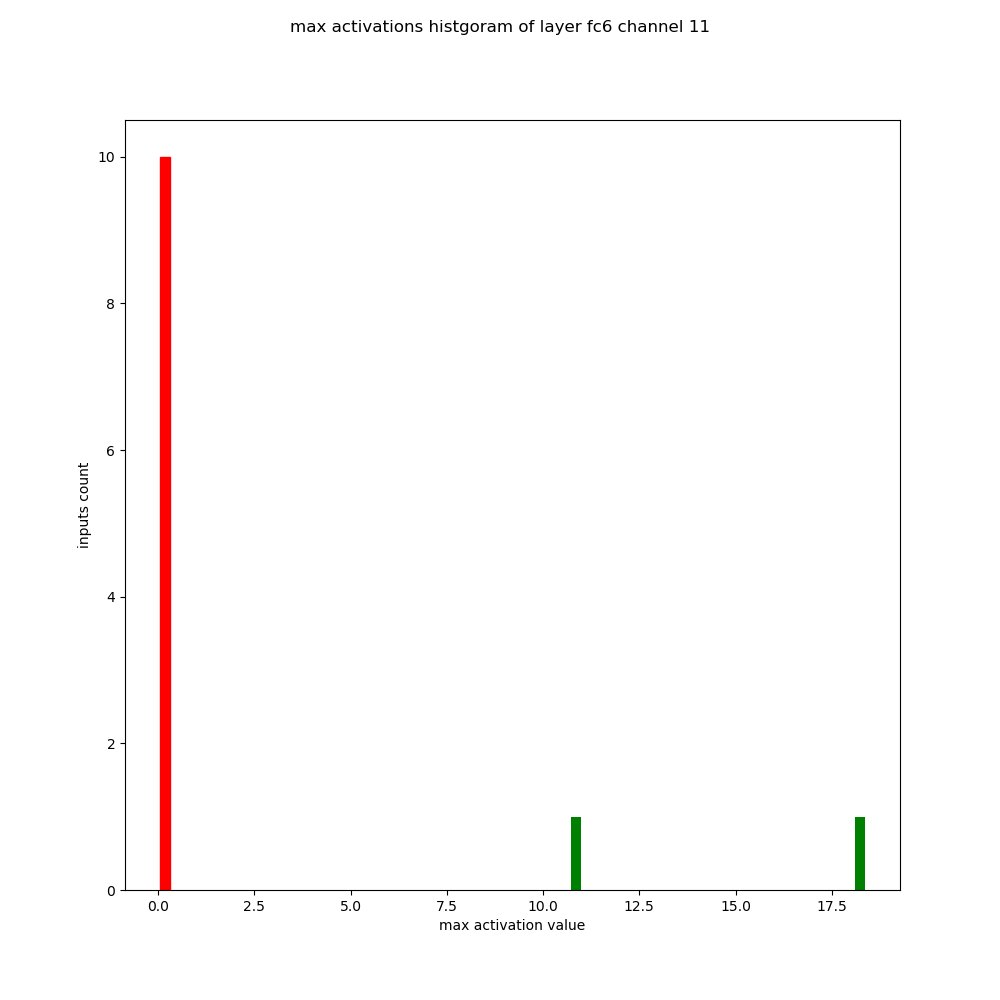 max activations histgoram of layer fc6 channel 11
10
8
6
4
2
0
inputs count
0.0 2.5 5.0 7.5 10.0 12.5 15.0 17.5
max activation value